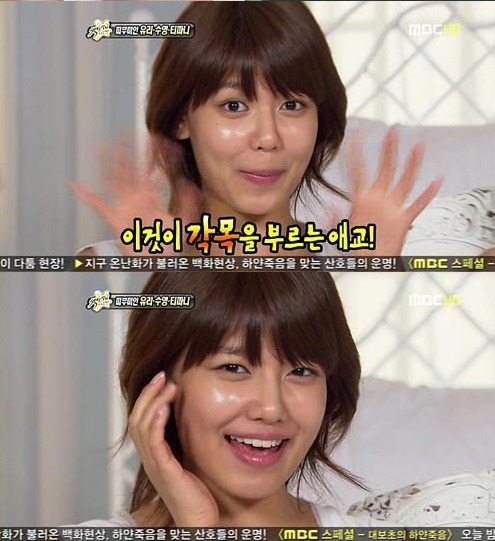 피부미인 유리·수영·티파니
MBC HD
이것이 각목을 부르는 애교!
이 다툼 현장! ▶지구 온난화가 불러온 백화현상, 하얀죽음을 맞는 산호들의 운명! 〈MBC 스페셜 -
피부미인 유리·수영·티파니
MBC HD
화가 불러온 백화현상, 하얀죽음을 맞는 산호들의 운명! 〈MBC 스페셜 - 대보초의 하얀죽음〉 오늘 밤